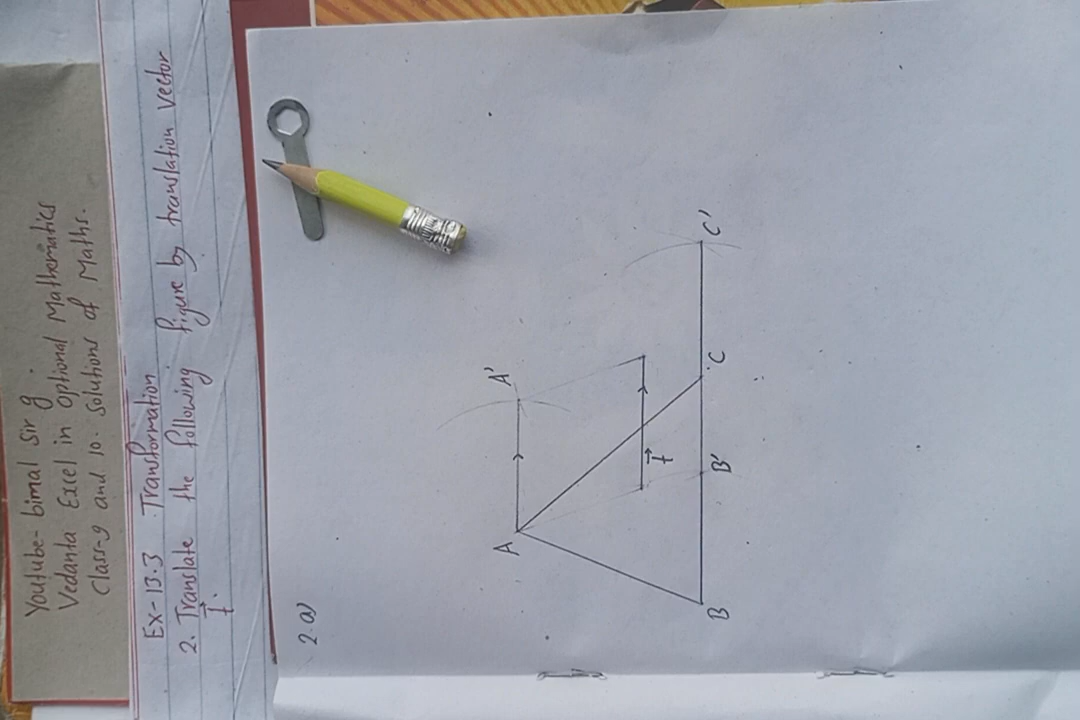 Youtube- bimal Sir g
Vedanta Excel in Optional Mathematics
Class-9 and 10. Solutions of Maths.
Ex-13.3 Transformation
2. Translate the following figure by translation vector
t.
2.a)
A
A'
t
B
B'
C
C'